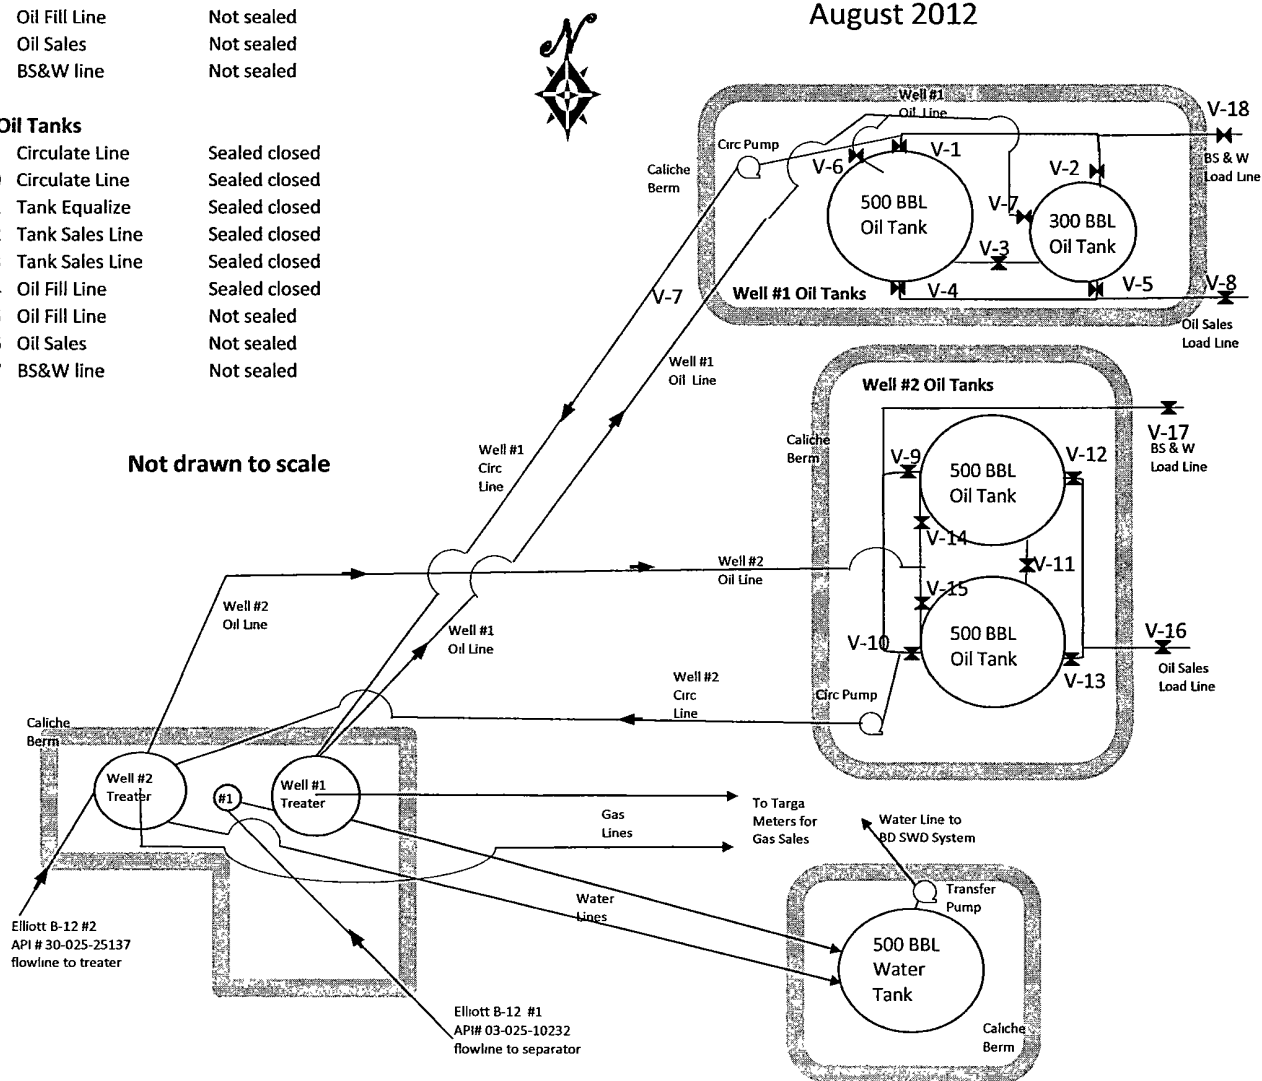 August 2012
Oil Fill Line Not sealed
Oil Sales Not sealed
BS&W line Not sealed
Oil Tanks
Circulate Line Sealed closed
Circulate Line Sealed closed
Tank Equalize Sealed closed
Tank Sales Line Sealed closed
Tank Sales Line Sealed closed
Oil Fill Line Sealed closed
Oil Fill Line Not sealed
Oil Sales Not sealed
BS&W line Not sealed
N
Not drawn to scale
Well #1
Oil Line
V-18
Circ Pump
V-6
V-1
BS & W
Load Line
Caliche
Berm
V-2
500 BBL
Oil Tank
V-7
300 BBL
Oil Tank
V-3
V-7
Well #1 Oil Tanks
V-4
V-5
V-8
Oil Sales
Load Line
Well #1
Oil Line
Well #2 Oil Tanks
Caliche
Berm
V-17
BS & W
Load Line
Well #1
Circ
Line
V-9
500 BBL
Oil Tank
V-12
V-14
V-11
Well #2
Oil Line
Well #2
Oil Line
V-15
Well #1
Oil Line
V-10
500 BBL
Oil Tank
V-16
Oil Sales
Load Line
V-13
Well #2
Circ
Line
Circ Pump
Caliche
Berm
Well #2
Treater
#1
Well #1
Treater
Gas
Lines
To Targa
Meters for
Gas Sales
Water Line to
BD SWD System
Transfer
Pump
Water
Lines
500 BBL
Water
Tank
Caliche
Berm
Elliott B-12 #2
API # 30-025-25137
flowline to treater
Elliott B-12 #1
API# 03-025-10232
flowline to separator